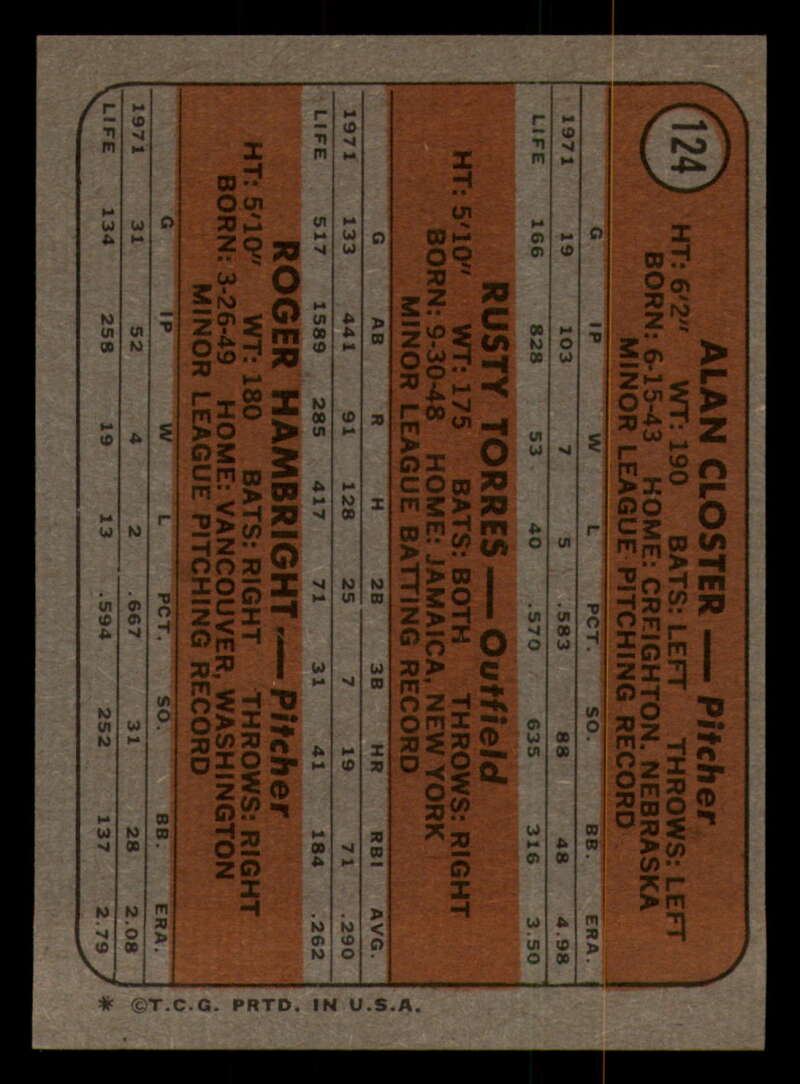 124
ALAN CLOSTER — Pitcher
HT: 6'2" WT: 190 BATS: LEFT THROWS: LEFT
BORN: 6-15-43 HOME: CREIGHTON, NEBRASKA
MINOR LEAGUE PITCHING RECORD
G IP W L PCT. SO. BB. ERA.
1971 19 103 7 5 .583 88 48 4.98
LIFE 166 828 53 40 .570 635 316 3.50
RUSTY TORRES — Outfield
HT: 5'10" WT: 175 BATS: BOTH THROWS: RIGHT
BORN: 9-30-48 HOME: JAMAICA, NEW YORK
MINOR LEAGUE BATTING RECORD
G AB R H 2B 3B HR RBI AVG.
1971 133 441 91 128 25 7 19 71 .290
LIFE 517 1589 285 417 71 31 41 184 .262
ROGER HAMBRIGHT — Pitcher
HT: 5'10" WT: 180 BATS: RIGHT THROWS: RIGHT
BORN: 3-26-49 HOME: VANCOUVER, WASHINGTON
MINOR LEAGUE PITCHING RECORD
G IP W L PCT. SO. BB. ERA.
1971 31 52 4 2 .667 31 28 2.08
LIFE 134 258 19 13 .594 252 137 2.79
* ©T.C.G. PRTD. IN U.S.A.